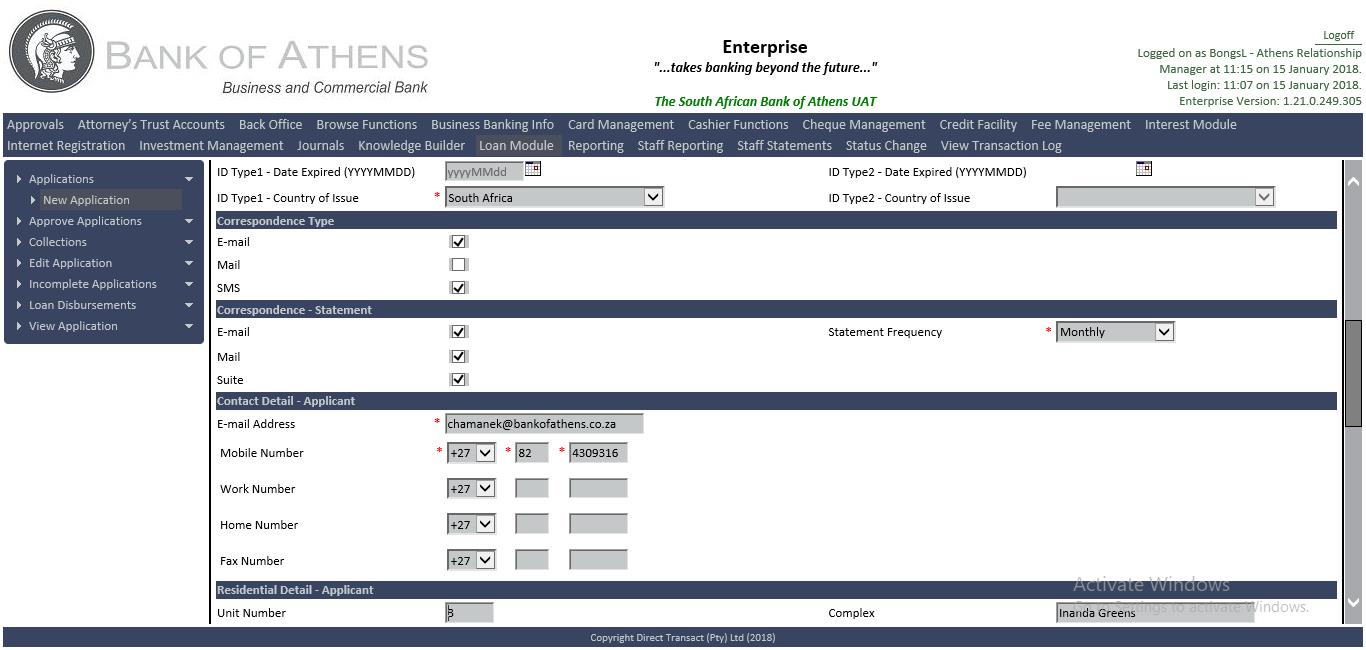 BANK OF ATHENS
Business and Commercial Bank
Enterprise
"...takes banking beyond the future..."
The South African Bank of Athens UAT
Logoff
Logged on as BongsL - Athens Relationship
Manager at 11:15 on 15 January 2018.
Last login: 11:07 on 15 January 2018.
Enterprise Version: 1.21.0.249.305
Approvals Attorney's Trust Accounts Back Office Browse Functions Business Banking Info Card Management Cashier Functions Cheque Management Credit Facility Fee Management Interest Module
Internet Registration Investment Management Journals Knowledge Builder Loan Module Reporting Staff Reporting Staff Statements Status Change View Transaction Log
Applications
New Application
Approve Applications
Collections
Edit Application
Incomplete Applications
Loan Disbursements
View Application
ID Type1 - Date Expired (YYYYMMDD) yyyyMMdd ID Type2 - Date Expired (YYYYMMDD)
ID Type1 - Country of Issue * South Africa ID Type2 - Country of Issue
Correspondence Type
E-mail
Mail
SMS
Correspondence - Statement
E-mail Statement Frequency * Monthly
Mail
Suite
Contact Detail - Applicant
E-mail Address * chamanek@bankofathens.co.za
Mobile Number * +27 * 82 * 4309316
Work Number +27
Home Number +27
Fax Number +27
Residential Detail - Applicant
Unit Number 3 Complex Inanda Greens
Activate Windows
Settings to activate Windows.
Copyright Direct Transact (Pty) Ltd (2018)